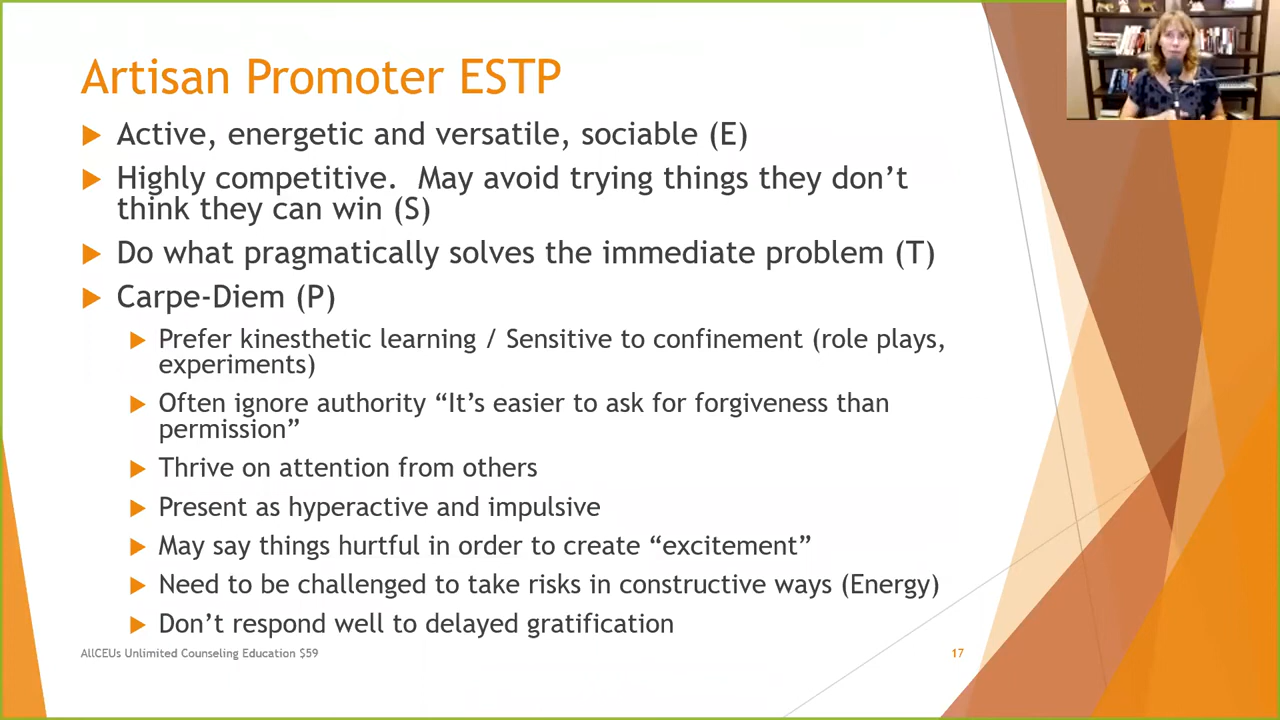 Artisan Promoter ESTP
Active, energetic and versatile, sociable (E)
Highly competitive.  May avoid trying things they don’t
think they can win (S)
Do what pragmatically solves the immediate problem (T)
Carpe-Diem (P)
Prefer kinesthetic learning / Sensitive to confinement (role plays,
experiments)
Often ignore authority “It’s easier to ask for forgiveness than
permission”
Thrive on attention from others
Present as hyperactive and impulsive
May say things hurtful in order to create “excitement”
Need to be challenged to take risks in constructive ways (Energy)
Don’t respond well to delayed gratification
AllCEUs Unlimited Counseling Education $59
17